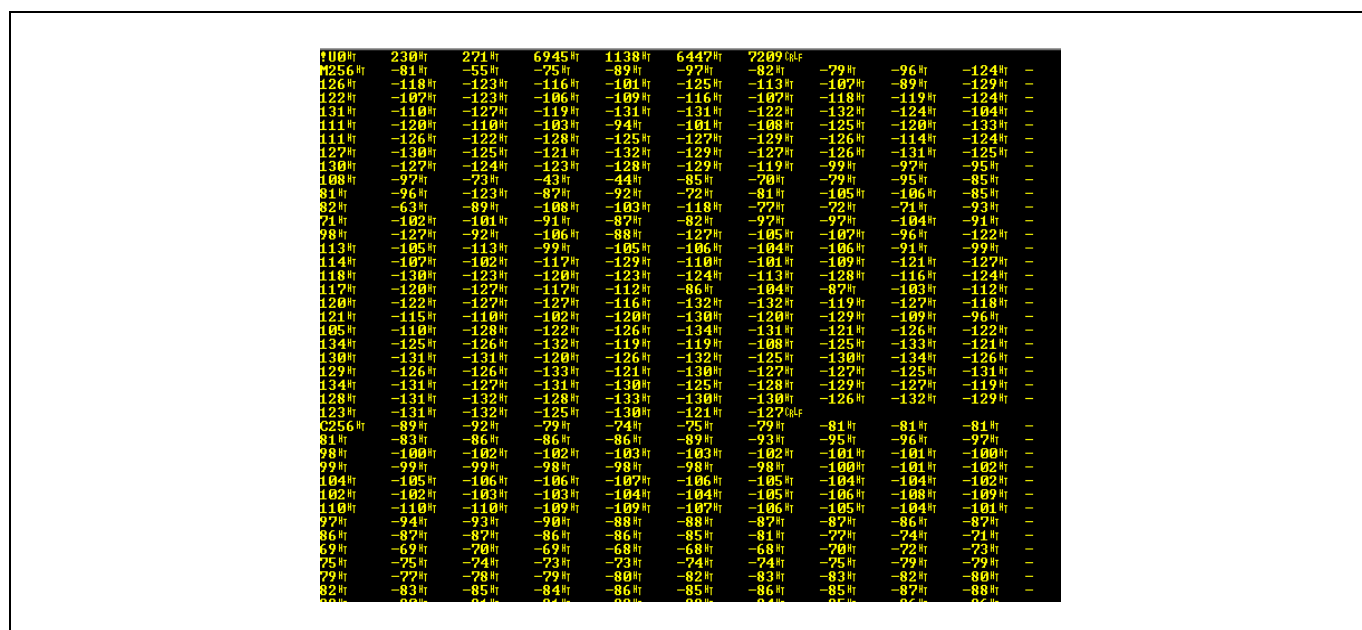 !U0HT 230HT 271HT 6945HT 1138HT 6447HT 7209CRLF
M256HT -81HT -55HT -75HT -89HT -97HT -82HT -79HT -96HT -124HT -
126HT -118HT -123HT -116HT -101HT -125HT -113HT -107HT -89HT -129HT -
122HT -107HT -123HT -106HT -109HT -116HT -107HT -118HT -119HT -124HT -
131HT -110HT -127HT -119HT -131HT -131HT -122HT -132HT -124HT -104HT -
111HT -120HT -110HT -103HT -94HT -101HT -108HT -125HT -120HT -133HT -
111HT -126HT -122HT -128HT -125HT -127HT -129HT -126HT -114HT -124HT -
127HT -130HT -125HT -121HT -132HT -129HT -127HT -126HT -131HT -125HT -
130HT -127HT -124HT -123HT -128HT -129HT -119HT -99HT -97HT -95HT -
108HT -97HT -73HT -43HT -44HT -85HT -70HT -79HT -95HT -85HT -
81HT -96HT -123HT -87HT -92HT -72HT -81HT -105HT -106HT -85HT -
82HT -63HT -89HT -108HT -103HT -118HT -77HT -72HT -71HT -93HT -
71HT -102HT -101HT -91HT -87HT -82HT -97HT -97HT -104HT -91HT -
98HT -127HT -92HT -106HT -88HT -127HT -105HT -107HT -96HT -122HT -
113HT -105HT -113HT -99HT -105HT -106HT -104HT -106HT -91HT -99HT -
114HT -107HT -102HT -117HT -129HT -110HT -101HT -109HT -121HT -127HT -
118HT -130HT -123HT -120HT -123HT -124HT -113HT -128HT -116HT -124HT -
117HT -120HT -127HT -117HT -112HT -86HT -104HT -87HT -103HT -112HT -
120HT -122HT -127HT -127HT -116HT -132HT -132HT -119HT -127HT -118HT -
121HT -115HT -110HT -102HT -120HT -130HT -120HT -129HT -109HT -96HT -
105HT -110HT -128HT -122HT -126HT -134HT -131HT -121HT -126HT -122HT -
134HT -125HT -126HT -132HT -119HT -119HT -108HT -125HT -133HT -121HT -
130HT -131HT -131HT -120HT -126HT -132HT -125HT -130HT -134HT -126HT -
129HT -126HT -126HT -133HT -121HT -130HT -127HT -127HT -125HT -131HT -
134HT -131HT -127HT -131HT -130HT -125HT -128HT -129HT -127HT -119HT -
128HT -131HT -132HT -128HT -133HT -130HT -130HT -126HT -132HT -129HT -
123HT -131HT -132HT -125HT -130HT -121HT -127CRLF
C256HT -89HT -92HT -79HT -74HT -75HT -79HT -81HT -81HT -81HT -
81HT -83HT -86HT -86HT -86HT -89HT -93HT -95HT -96HT -97HT -
98HT -100HT -102HT -102HT -103HT -103HT -102HT -101HT -101HT -100HT -
99HT -99HT -99HT -98HT -98HT -98HT -98HT -100HT -101HT -102HT -
104HT -105HT -106HT -106HT -107HT -106HT -105HT -104HT -104HT -102HT -
102HT -102HT -103HT -103HT -104HT -104HT -105HT -106HT -108HT -109HT -
110HT -110HT -110HT -109HT -109HT -107HT -106HT -105HT -104HT -101HT -
97HT -94HT -93HT -90HT -88HT -88HT -87HT -87HT -86HT -87HT -
86HT -87HT -87HT -86HT -86HT -85HT -81HT -77HT -74HT -71HT -
69HT -69HT -70HT -69HT -68HT -68HT -68HT -70HT -72HT -73HT -
75HT -75HT -74HT -73HT -73HT -74HT -74HT -75HT -79HT -79HT -
79HT -77HT -78HT -79HT -80HT -82HT -83HT -83HT -82HT -80HT -
82HT -83HT -85HT -84HT -86HT -85HT -86HT -85HT -87HT -88HT -